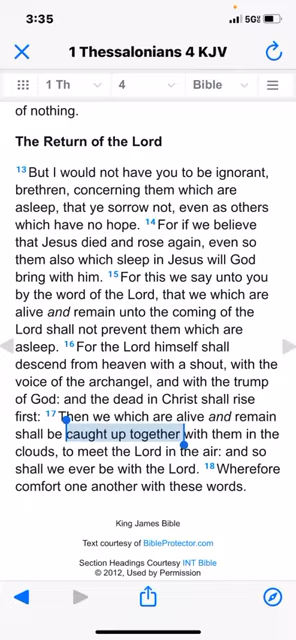 3:35
5G
1 Thessalonians 4 KJV
1 Th
4
Bible
of nothing.
The Return of the Lord
13 But I would not have you to be ignorant,
brethren, concerning them which are
asleep, that ye sorrow not, even as others
which have no hope. 14 For if we believe
that Jesus died and rose again, even so
them also which sleep in Jesus will God
bring with him. 15 For this we say unto you
by the word of the Lord, that we which are
alive and remain unto the coming of the
Lord shall not prevent them which are
asleep. 16 For the Lord himself shall
descend from heaven with a shout, with the
voice of the archangel, and with the trump
of God: and the dead in Christ shall rise
first: 17 Then we which are alive and remain
shall be caught up together with them in the
clouds, to meet the Lord in the air: and so
shall we ever be with the Lord. 18 Wherefore
comfort one another with these words.
King James Bible
Text courtesy of BibleProtector.com
Section Headings Courtesy INT Bible
© 2012, Used by Permission